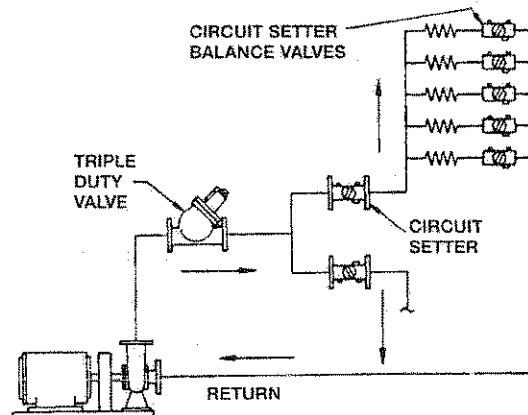 CIRCUIT SETTER
BALANCE VALVES
TRIPLE
DUTY
VALVE
CIRCUIT
SETTER
RETURN